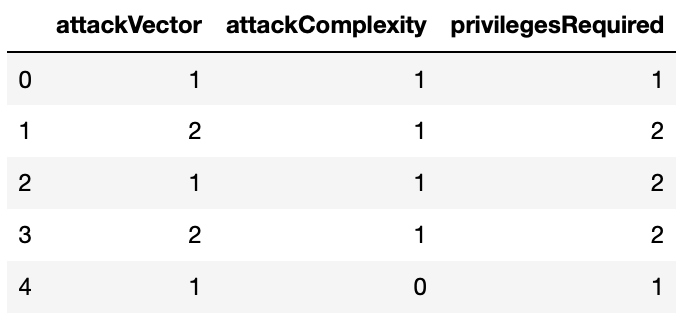 attackVector attackComplexity privilegesRequired
0 1 1 1
1 2 1 2
2 1 1 2
3 2 1 2
4 1 0 1